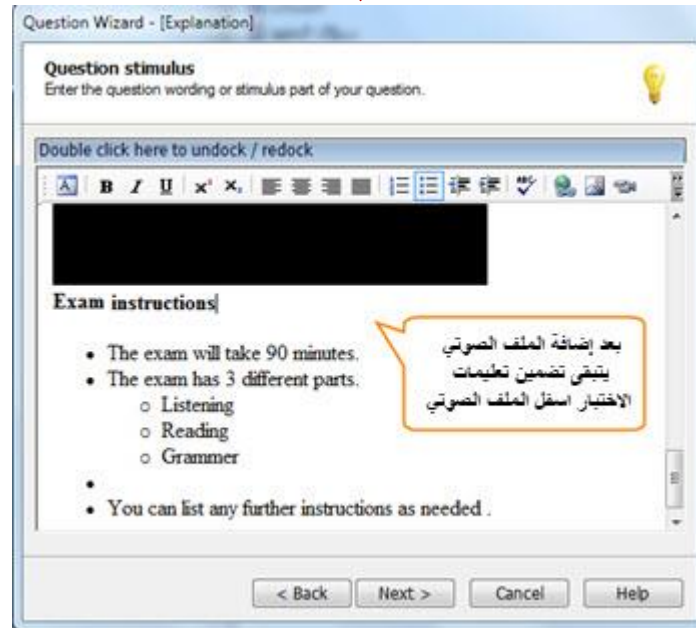 Question Wizard - [Explanation]
Question stimulus
Enter the question wording or stimulus part of your question.
Double click here to undock / redock
A B I U x² x₂ ABC
Exam instructions
• The exam will take 90 minutes.
• The exam has 3 different parts.
o Listening
o Reading
o Grammer
•
• You can list any further instructions as needed .
بعد إضافة الملف الصوتي
يتبقى تضمين تعليمات
الاختبار اسفل الملف الصوتي
< Back Next > Cancel Help